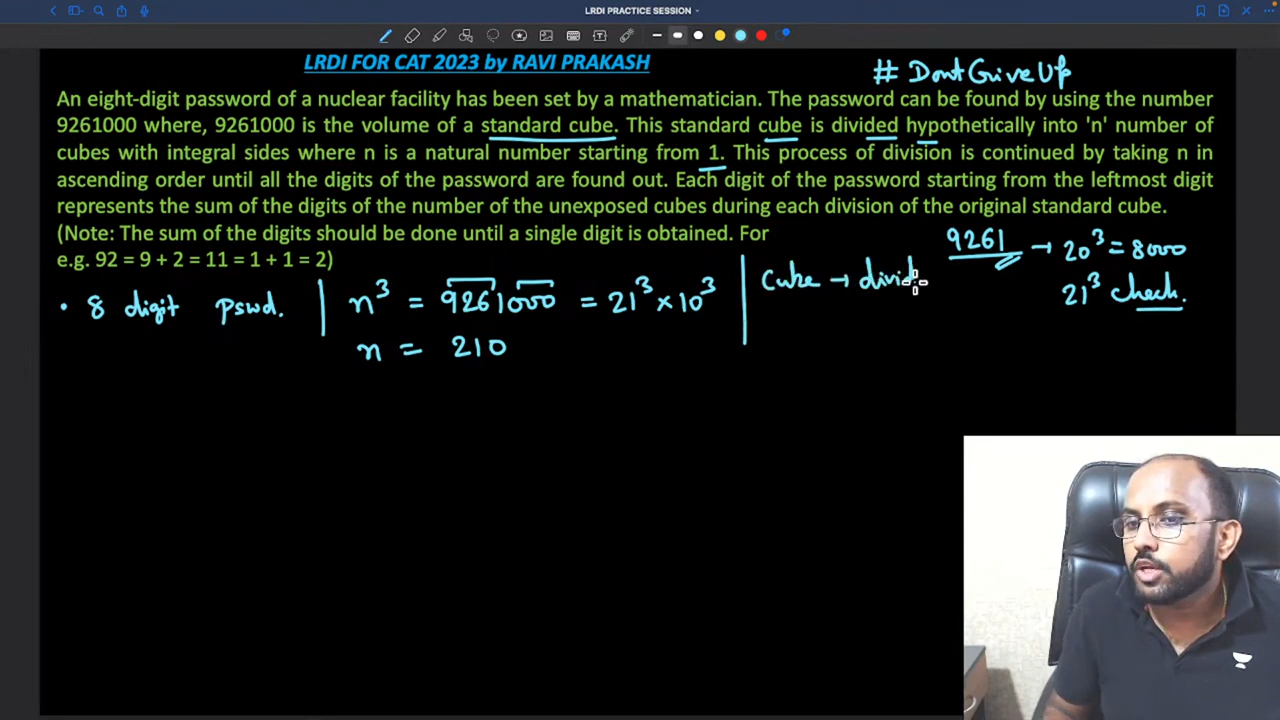 LRDI PRACTICE SESSION
LRDI FOR CAT 2023 by RAVI PRAKASH
# DontGiveUp
An eight-digit password of a nuclear facility has been set by a mathematician. The password can be found by using the number
9261000 where, 9261000 is the volume of a standard cube. This standard cube is divided hypothetically into 'n' number of
cubes with integral sides where n is a natural number starting from 1. This process of division is continued by taking n in
ascending order until all the digits of the password are found out. Each digit of the password starting from the leftmost digit
represents the sum of the digits of the number of the unexposed cubes during each division of the original standard cube.
(Note: The sum of the digits should be done until a single digit is obtained. For
e.g. 92 = 9 + 2 = 11 = 1 + 1 = 2)
9261 → 20³ = 8000
21³ check.
• 8 digit pswd.
n³ = 9261000 = 21³ × 10³
n = 210
Cube → divid